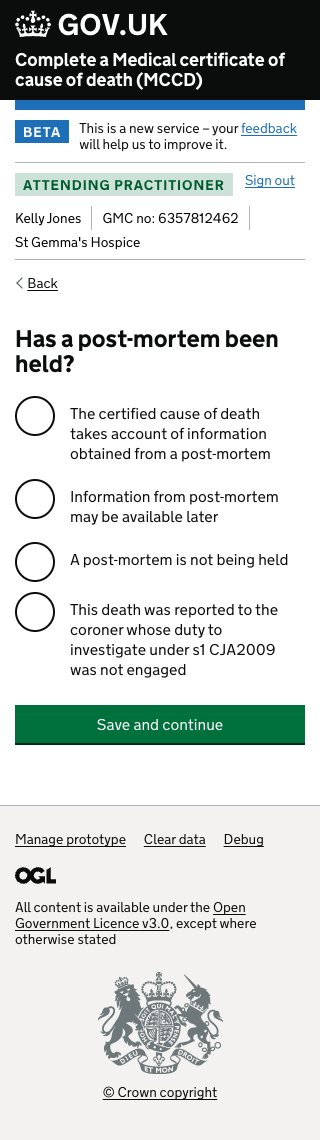 GOV.UK
Complete a Medical certificate of
cause of death (MCCD)
BETA
This is a new service – your feedback
will help us to improve it.
ATTENDING PRACTITIONER
Sign out
Kelly Jones
GMC no: 6357812462
St Gemma's Hospice
Back
Has a post-mortem been
held?
The certified cause of death
takes account of information
obtained from a post-mortem
Information from post-mortem
may be available later
A post-mortem is not being held
This death was reported to the
coroner whose duty to
investigate under s1 CJA2009
was not engaged
Save and continue
Manage prototype
Clear data
Debug
OGL
All content is available under the Open
Government Licence v3.0, except where
otherwise stated
DIEU ET MON DROIT
© Crown copyright